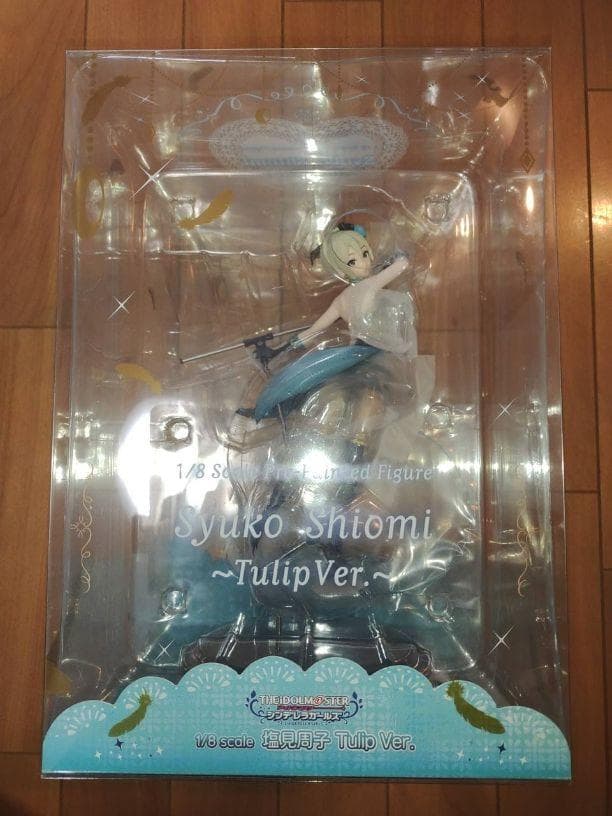 1/8 Scale Pre-Painted Figure
Syuko Shiomi
~Tulip Ver.~
THE IDOLM@STER
シンデレラガールズ
1/8 scale 塩見周子 Tulip Ver.